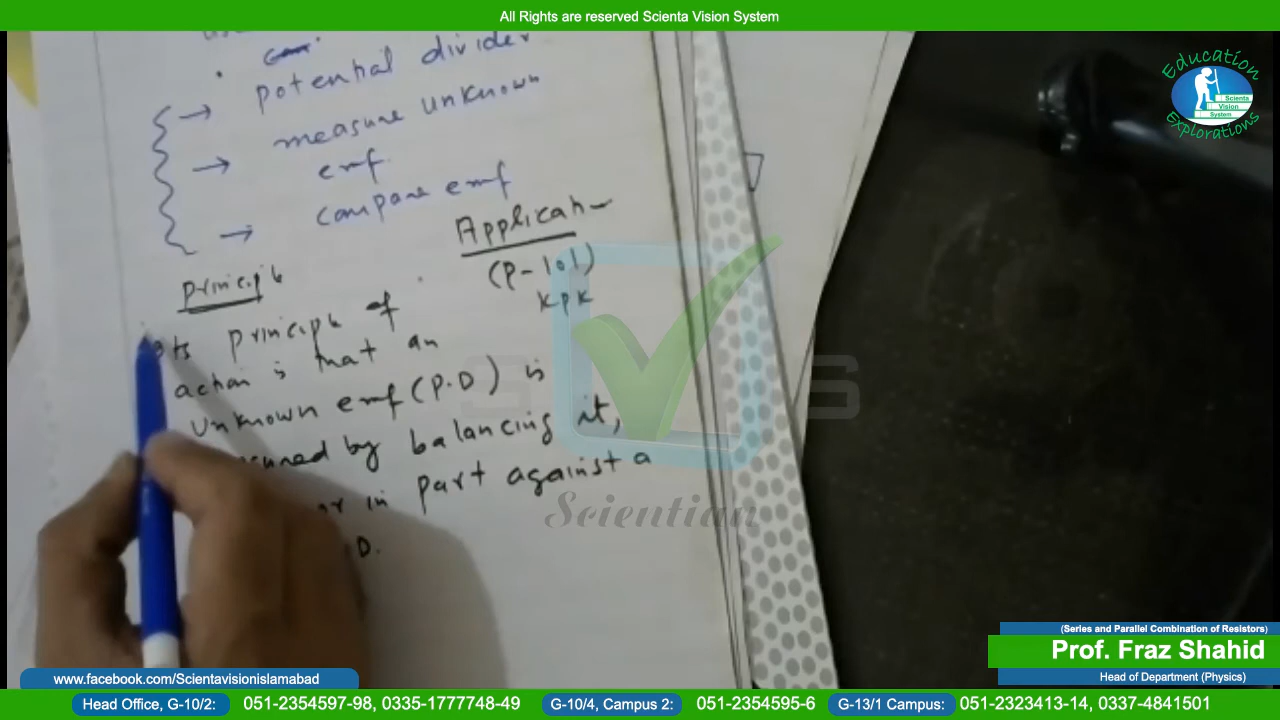 All Rights are reserved Scienta Vision System
Education
Scienta
Vision
System
Explorations
→ potential divider
→ measure unknown
emf
→ compare emf
Applicatn
(P-101)
KPK
Principle
Its Principle of
action is that an
unknown emf (P.D) is
by balancing it,
or in part against a
D.
SVS
Scientian
(Series and Parallel Combination of Resistors)
Prof. Fraz Shahid
Head of Department (Physics)
www.facebook.com/Scientavisionislamabad
Head Office, G-10/2: 051-2354597-98, 0335-1777748-49 G-10/4, Campus 2: 051-2354595-6 G-13/1 Campus: 051-2323413-14, 0337-4841501